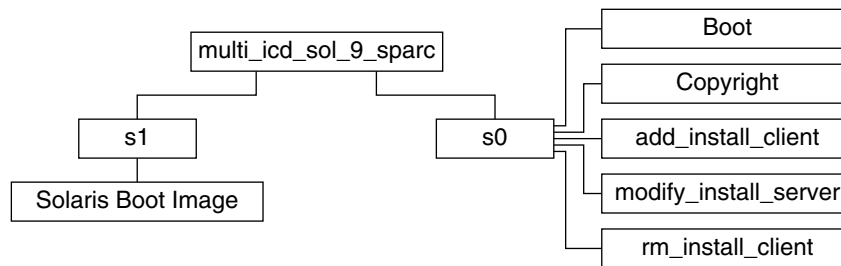 multi_icd_sol_9_sparc
s1
Solaris Boot Image
s0
Boot
Copyright
add_install_client
modify_install_server
rm_install_client